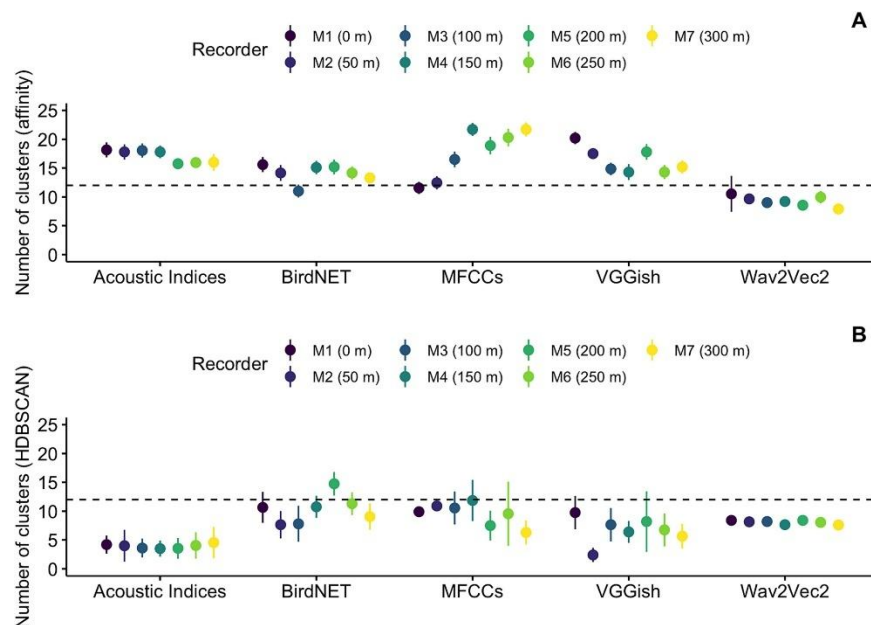 A
Recorder
M1 (0 m) M3 (100 m) M5 (200 m) M7 (300 m)
M2 (50 m) M4 (150 m) M6 (250 m)
Number of clusters (affinity)
25
20
15
10
5
0
Acoustic Indices BirdNET MFCCs VGGish Wav2Vec2
B
Recorder
M1 (0 m) M3 (100 m) M5 (200 m) M7 (300 m)
M2 (50 m) M4 (150 m) M6 (250 m)
Number of clusters (HDBSCAN)
25
20
15
10
5
0
Acoustic Indices BirdNET MFCCs VGGish Wav2Vec2